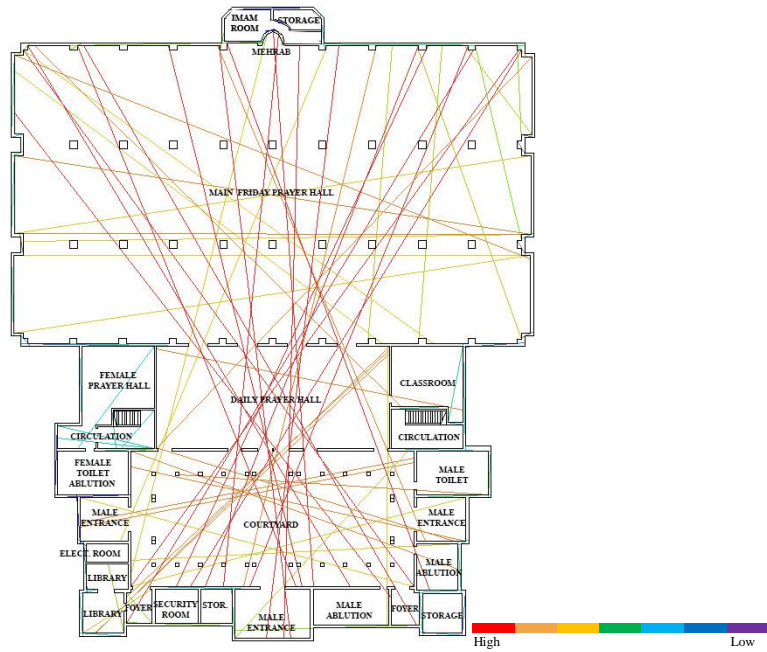 IMAM
ROOM
STORAGE
MEHRAB
MAIN FRIDAY PRAYER HALL
FEMALE
PRAYER HALL
CLASSROOM
DAILY PRAYER HALL
CIRCULATION
CIRCULATION
FEMALE
TOILET
ABLUTION
MALE
TOILET
MALE
ENTRANCE
COURTYARD
MALE
ENTRANCE
ELECT. ROOM
LIBRARY
MALE
ABLUTION
LIBRARY
FOYER
SECURITY
ROOM
STOR.
MALE
ENTRANCE
MALE
ABLUTION
FOYER
STORAGE
High
Low